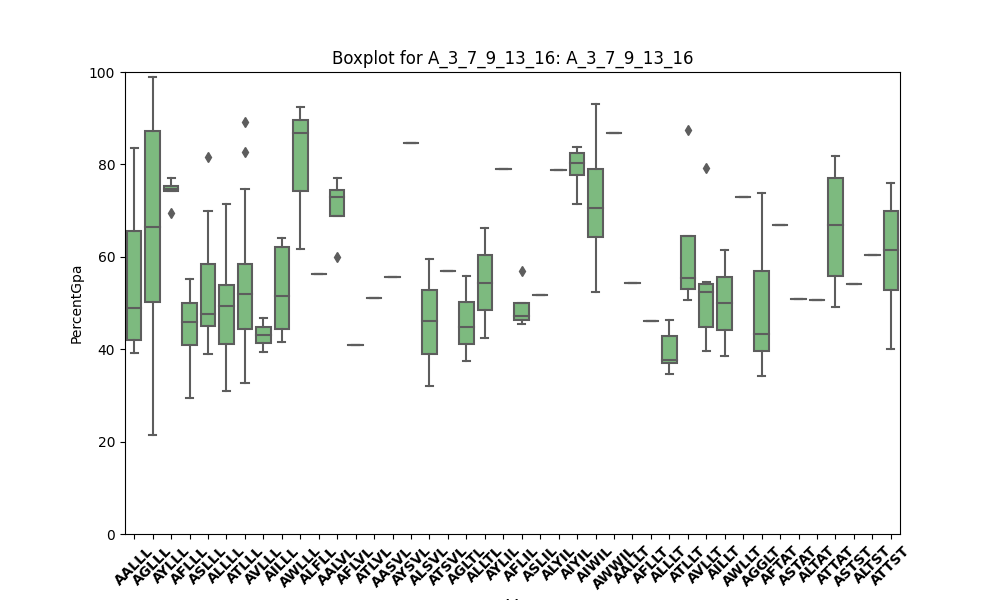 Boxplot for A_3_7_9_13_16: A_3_7_9_13_16
PercentGpa
100
80
60
40
20
0
AALLL
AGLLL
AYLLL
AFLLL
ASLLL
ALLLL
ATLLL
AVLLL
AILLL
AWLLL
ALFLL
AALVL
AFLVL
ATLVL
AASVL
AYSVL
ALSVL
ATSVL
AGLTL
ALLTL
AYLIL
AFLIL
ASLIL
ALYIL
AIYIL
AIWIL
AWWIL
AALLT
AFLLT
ALLLT
ATLLT
AVLLT
AILLT
AWLLT
AGGLT
AFTAT
ASTAT
ALTAT
ATTAT
ASTST
ALTST
ATTST